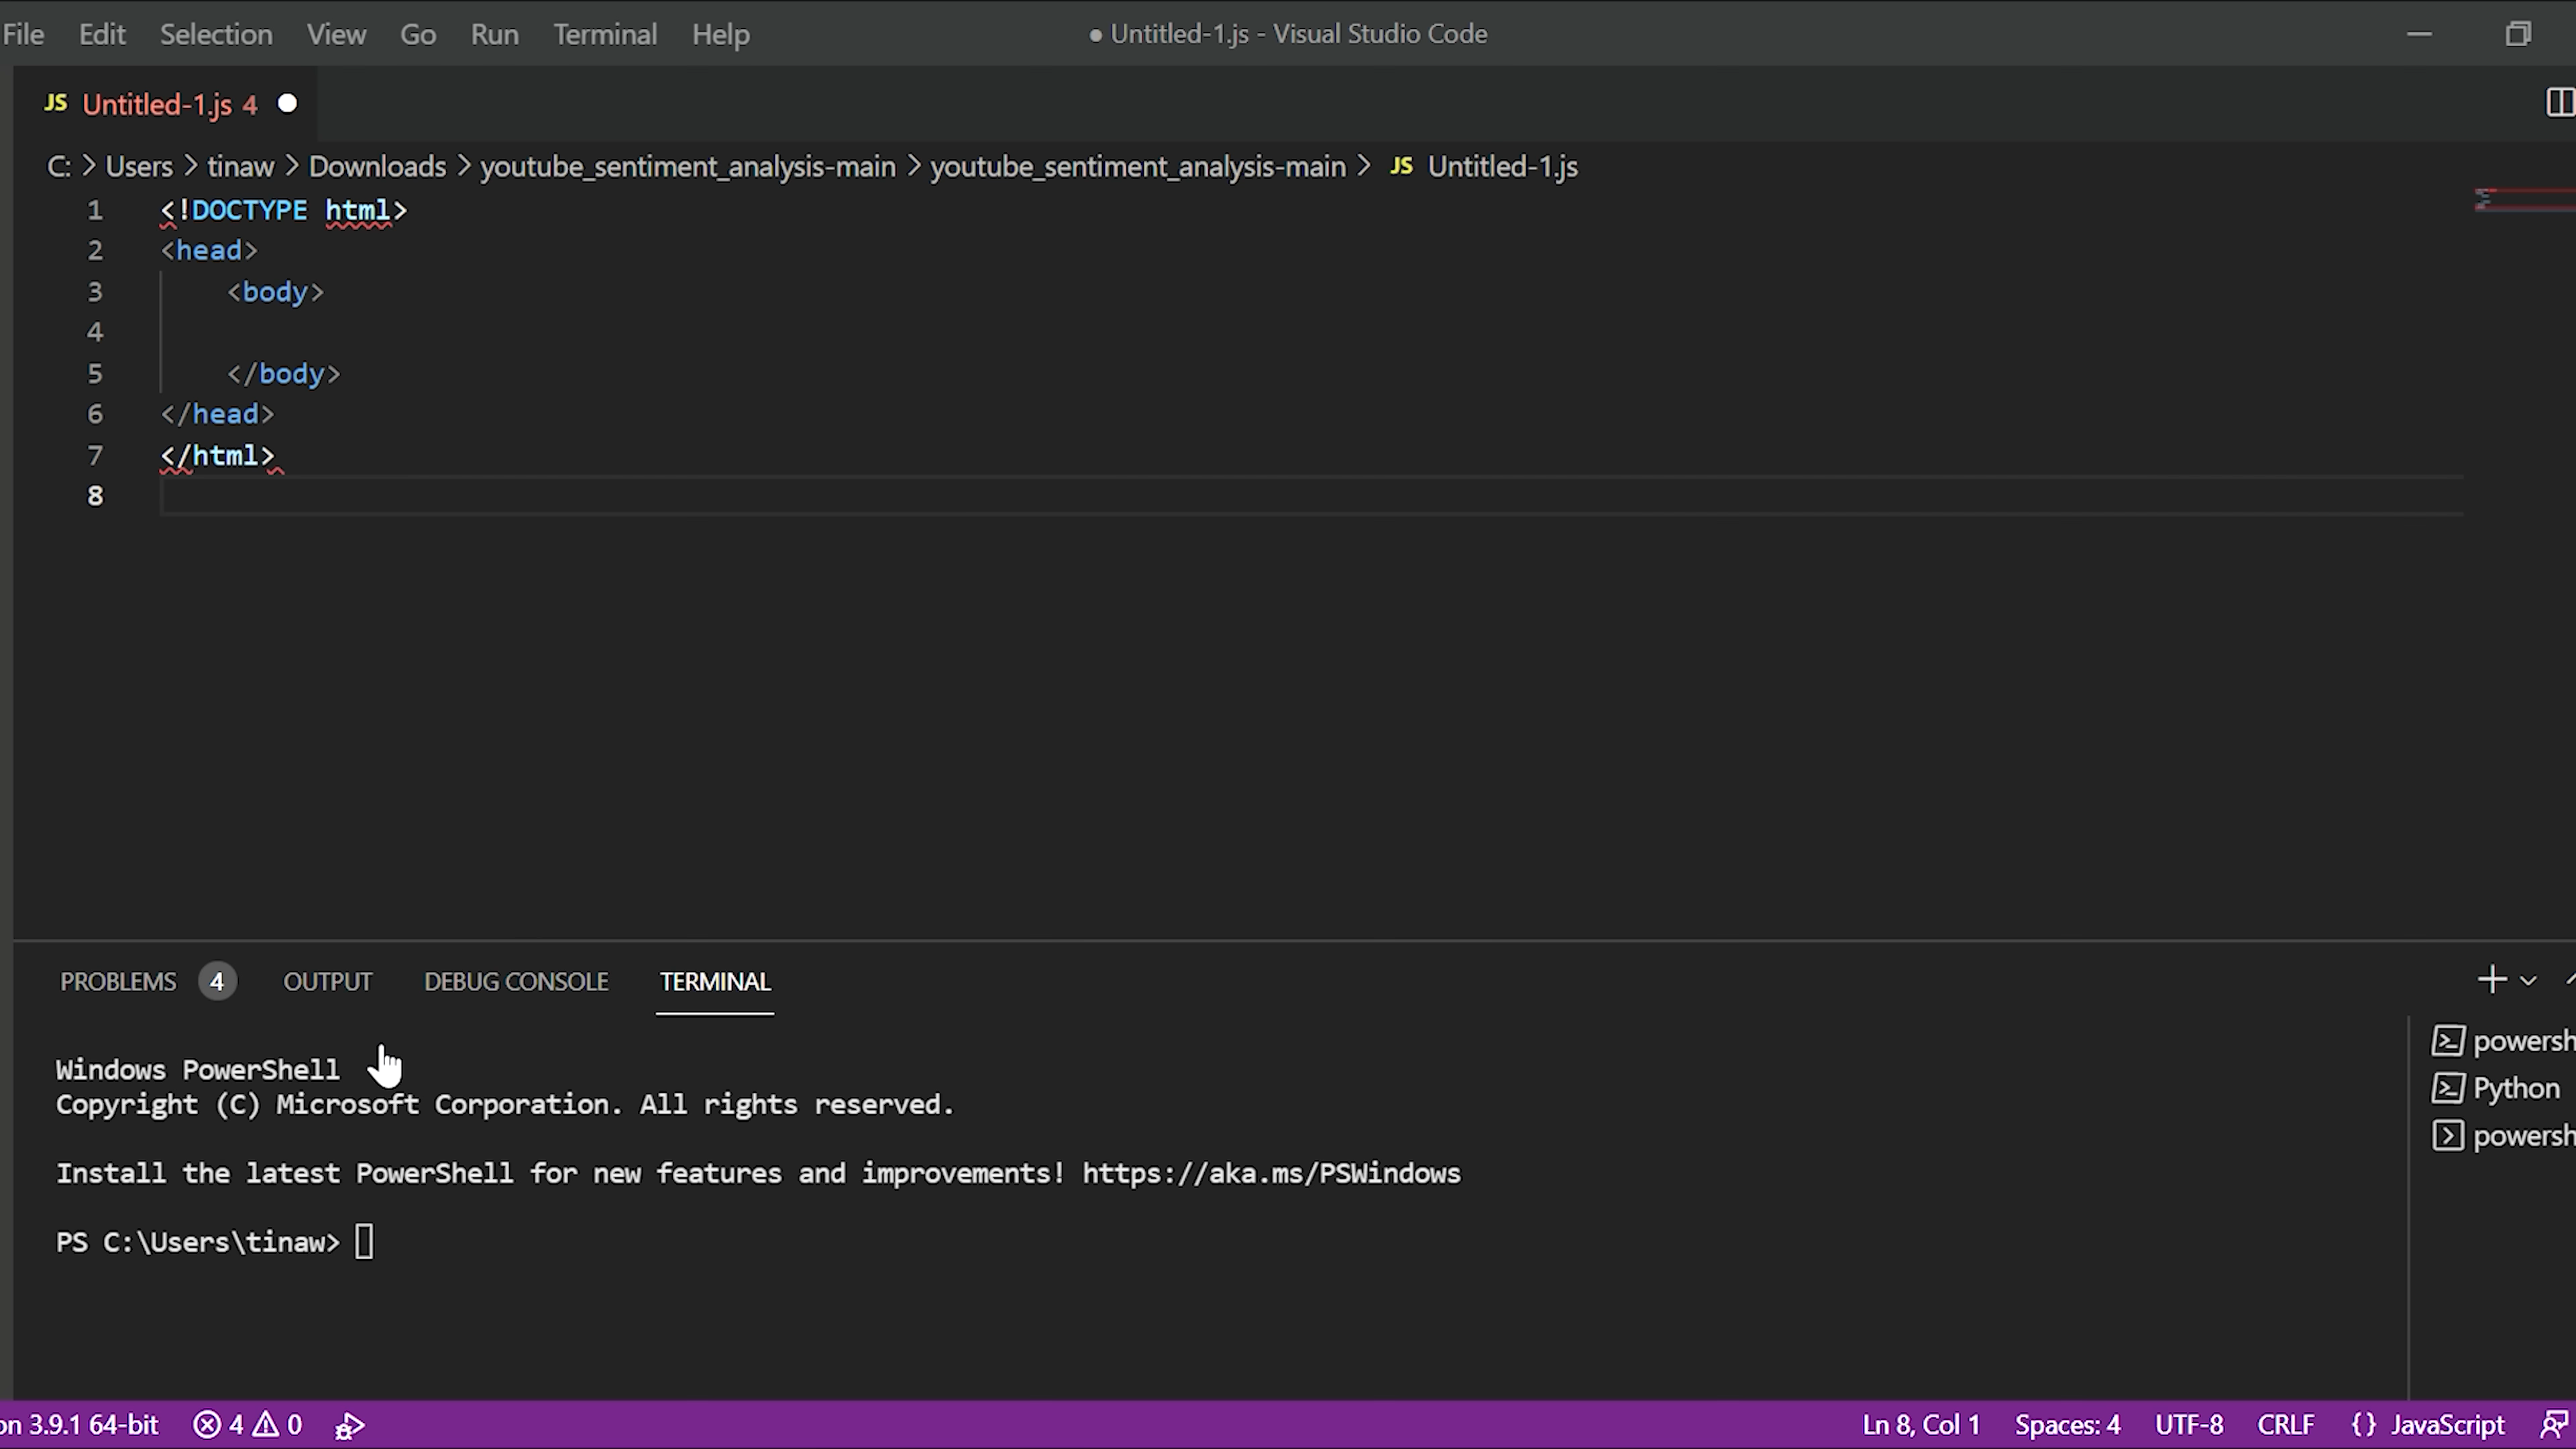 File Edit Selection View Go Run Terminal Help ● Untitled-1.js - Visual Studio Code
JS Untitled-1.js 4
C: > Users > tinaw > Downloads > youtube_sentiment_analysis-main > youtube_sentiment_analysis-main > JS Untitled-1.js
1 <!DOCTYPE html>
2 <head>
3 <body>
4
5 </body>
6 </head>
7 </html>
8
PROBLEMS 4 OUTPUT DEBUG CONSOLE TERMINAL
Windows PowerShell
Copyright (C) Microsoft Corporation. All rights reserved.
Install the latest PowerShell for new features and improvements! https://aka.ms/PSWindows
PS C:\Users\tinaw>
powersh
Python
powersh
on 3.9.1 64-bit 4 0 Ln 8, Col 1 Spaces: 4 UTF-8 CRLF {} JavaScript